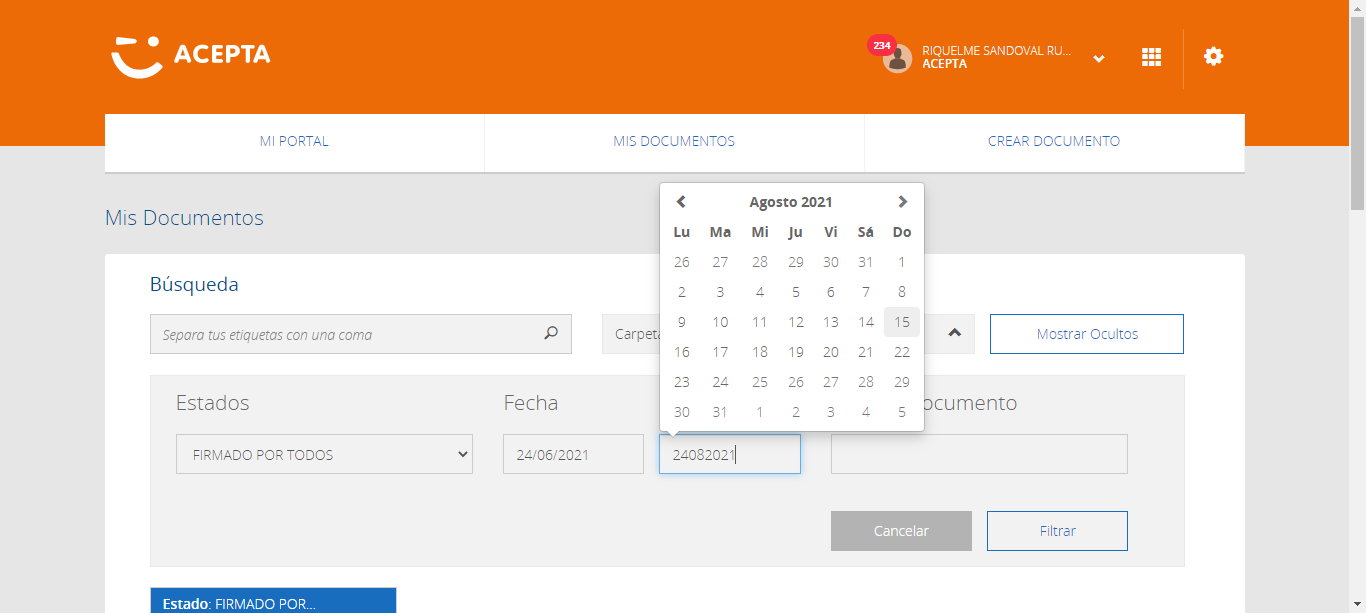 ACEPTA
234
RIQUELME SANDOVAL RU...
ACEPTA
MI PORTAL
MIS DOCUMENTOS
CREAR DOCUMENTO
Mis Documentos
Agosto 2021
Lu Ma Mi Ju Vi Sá Do
26 27 28 29 30 31 1
2 3 4 5 6 7 8
9 10 11 12 13 14 15
16 17 18 19 20 21 22
23 24 25 26 27 28 29
30 31 1 2 3 4 5
Búsqueda
Separa tus etiquetas con una coma
Carpeta
Mostrar Ocultos
Estados
Fecha
ocumento
FIRMADO POR TODOS
24/06/2021
24082021
Cancelar
Filtrar
Estado: FIRMADO POR...